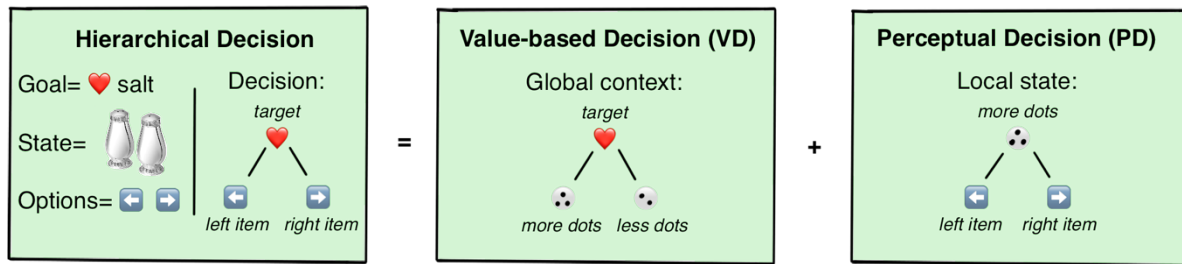 Hierarchical Decision
Goal= ❤️ salt
State=
Options= ⬅️ ➡️
Decision:
target
left item right item
=
Value-based Decision (VD)
Global context:
target
more dots less dots
+
Perceptual Decision (PD)
Local state:
more dots
left item right item